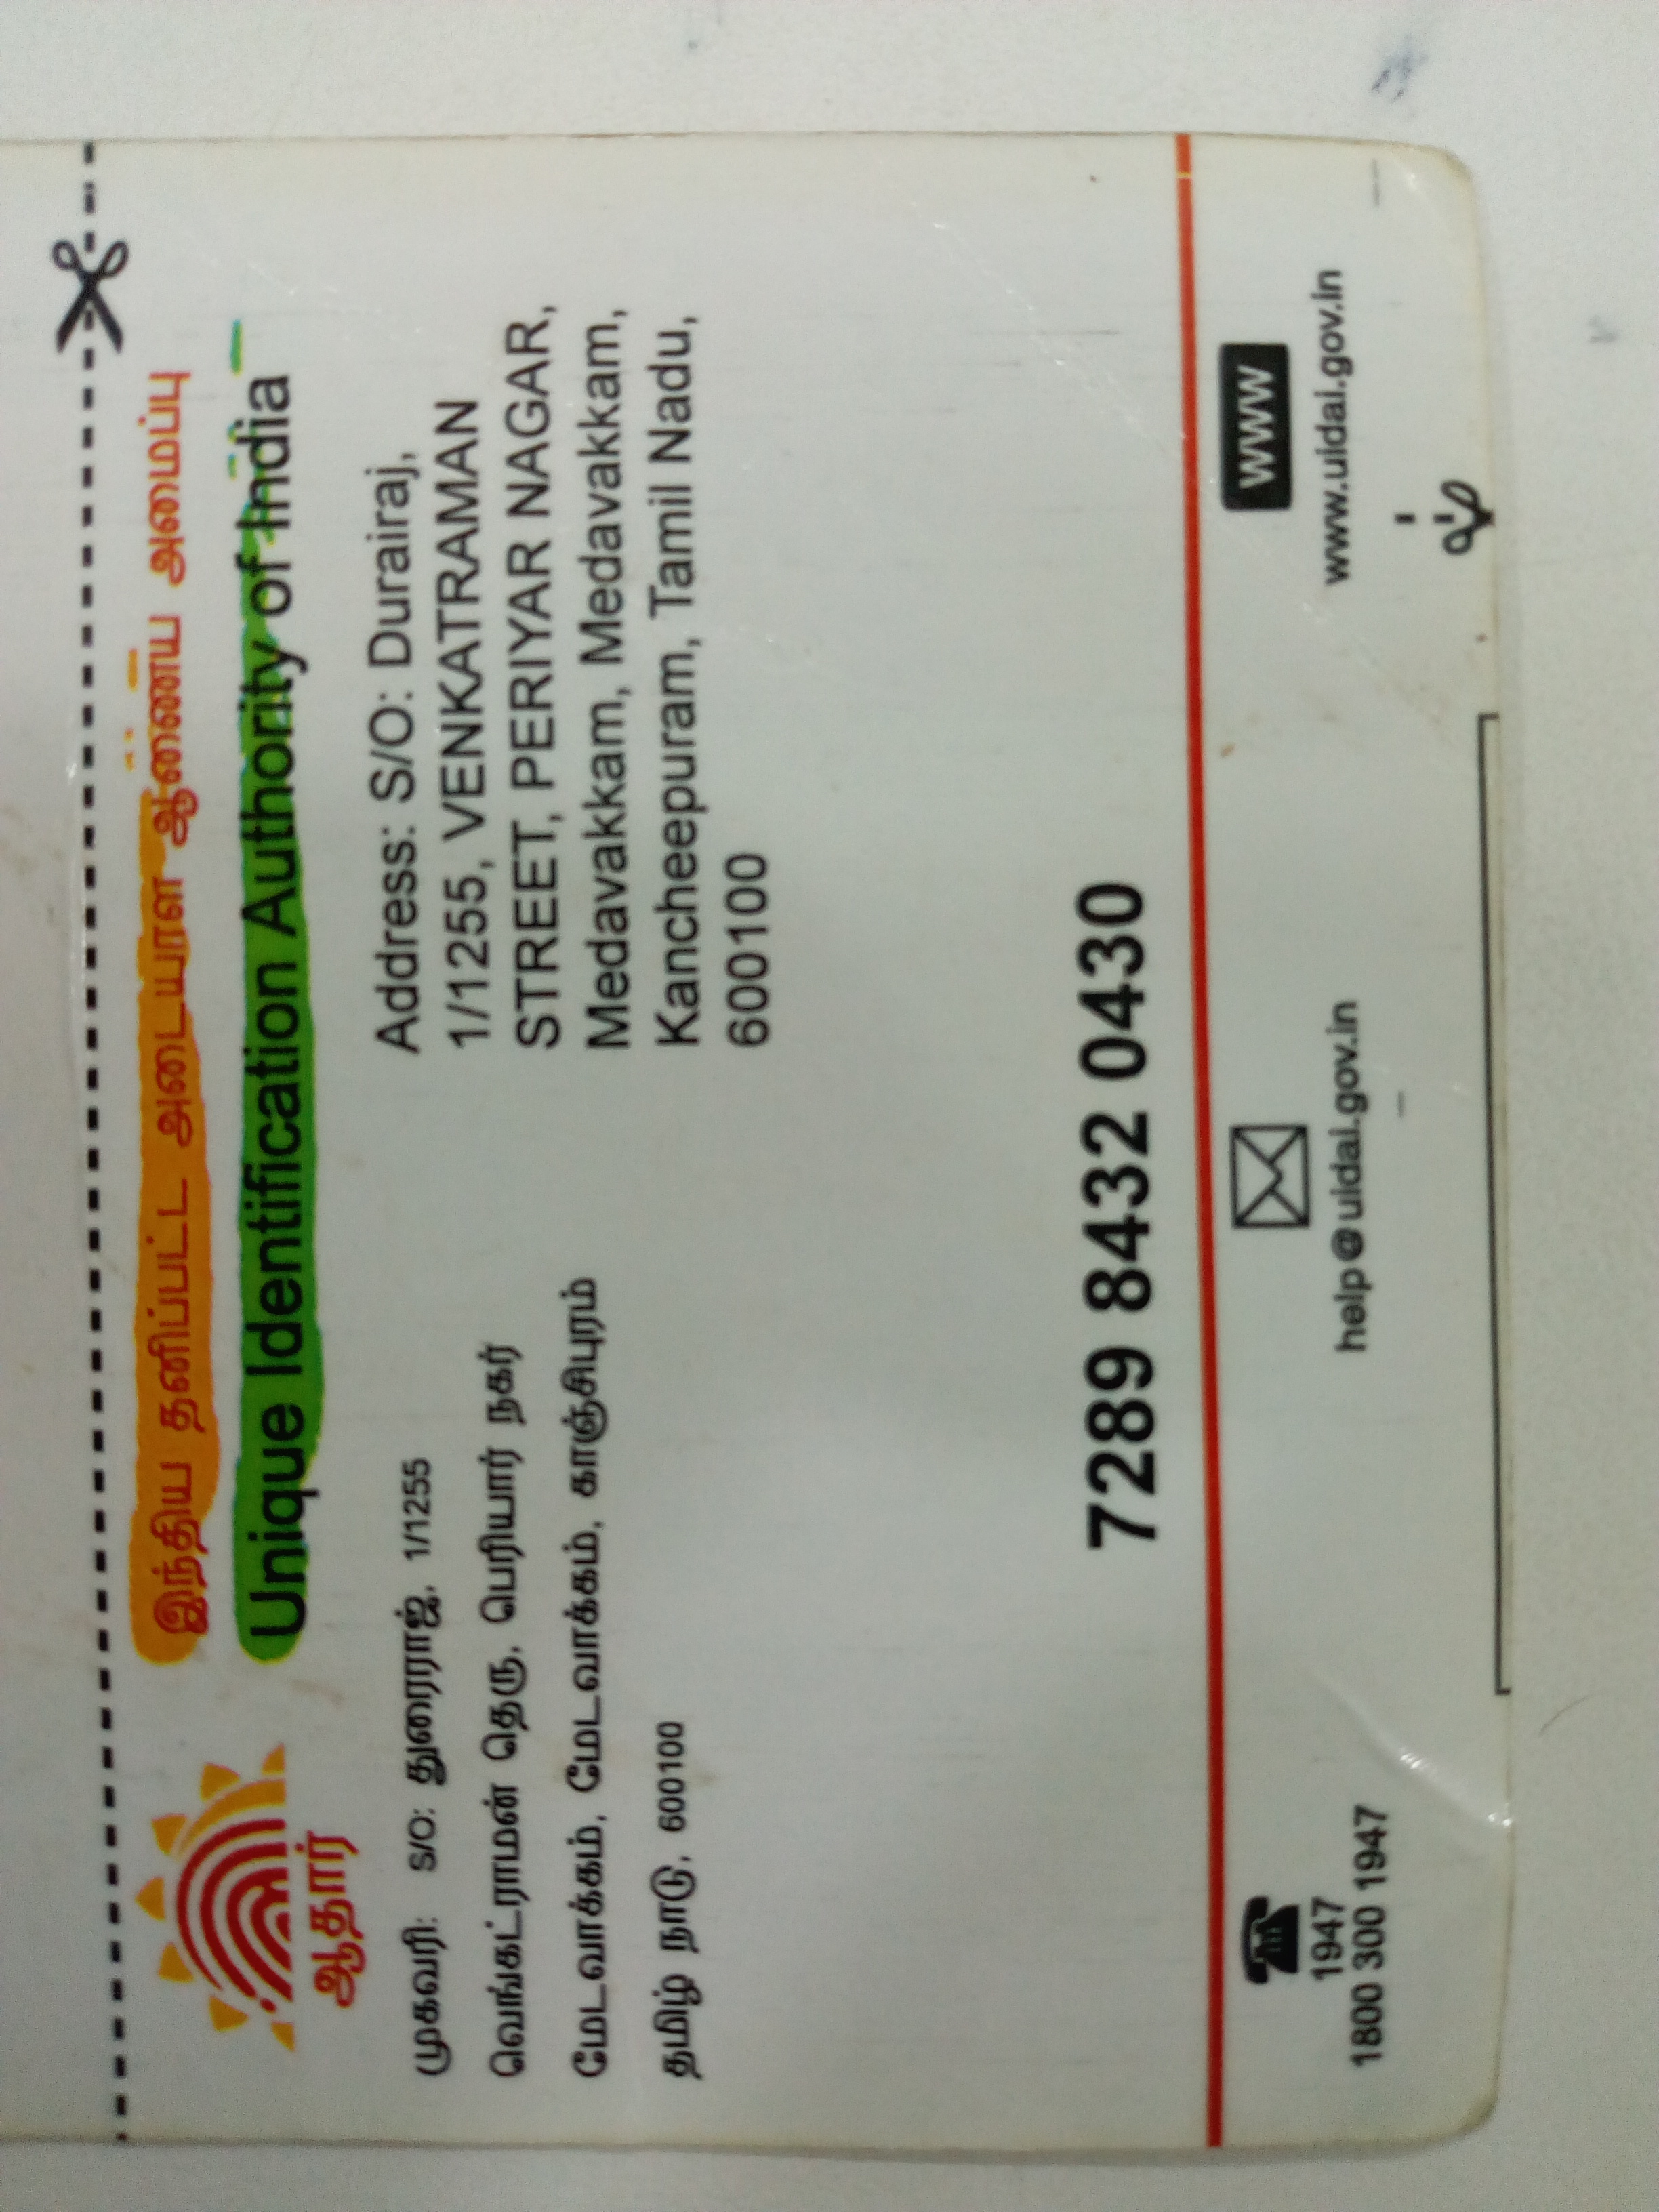 இந்திய தனிப்பட்ட அடையாள ஆணைய அமைப்பு
Unique Identification Authority of India
ஆதார்
முகவரி: S/O: துரைராஜ், 1/1255
வெங்கட்ராமன் தெரு, பெரியார் நகர்
மேடவாக்கம், மேடவாக்கம், காஞ்சிபுரம்
தமிழ் நாடு, 600100
Address: S/O: Durairaj,
1/1255, VENKATRAMAN
STREET, PERIYAR NAGAR,
Medavakkam, Medavakkam,
Kancheepuram, Tamil Nadu,
600100
7289 8432 0430
1947
1800 300 1947
help@uidai.gov.in
WWW
www.uidai.gov.in